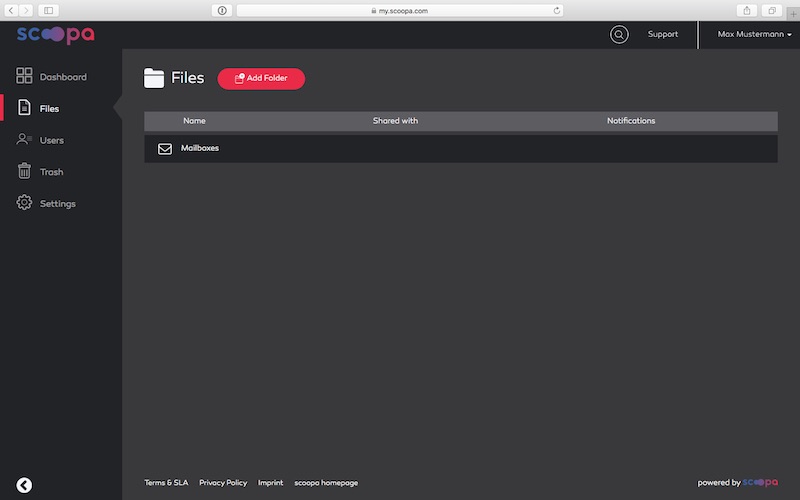 my.scoopa.com
scoopa
Support
Max Mustermann
Dashboard
Files
Users
Trash
Settings
Files
Add Folder
Name Shared with Notifications
Mailboxes
Terms & SLA Privacy Policy Imprint scoopa homepage
powered by scoopa